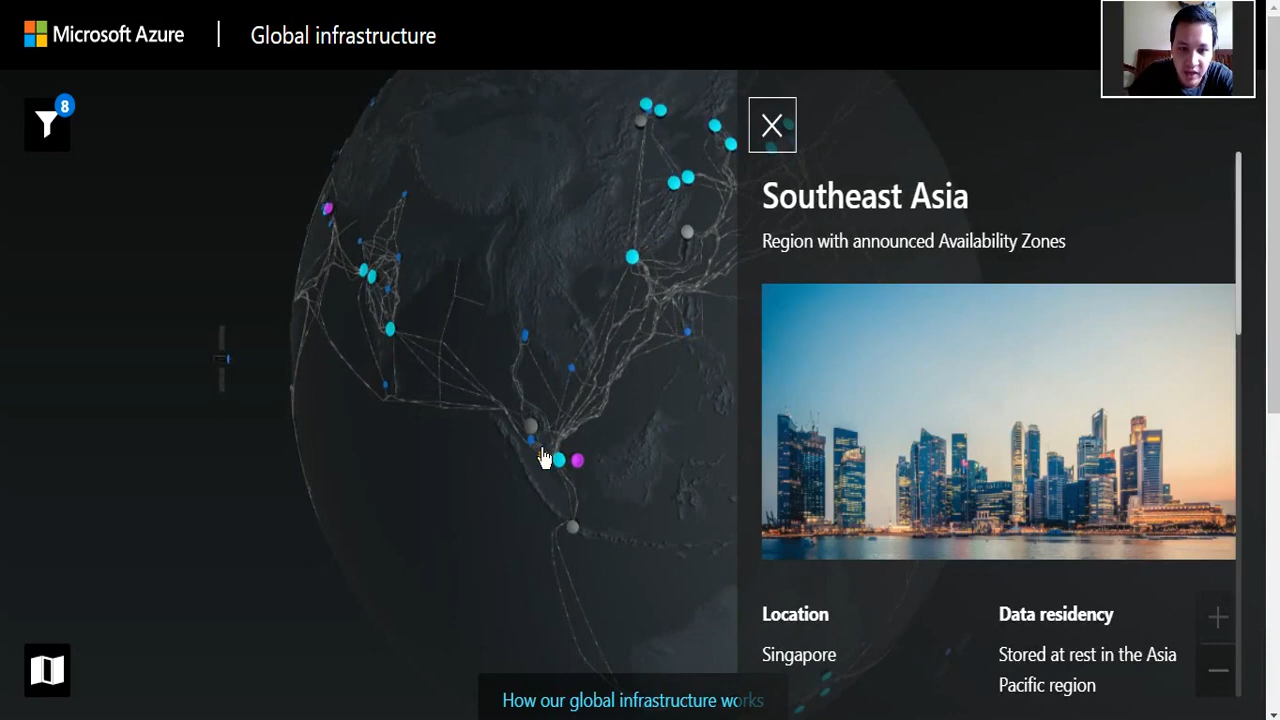 Microsoft Azure
Global infrastructure
8
Southeast Asia
Region with announced Availability Zones
Location
Singapore
Data residency
Stored at rest in the Asia
Pacific region
How our global infrastructure works